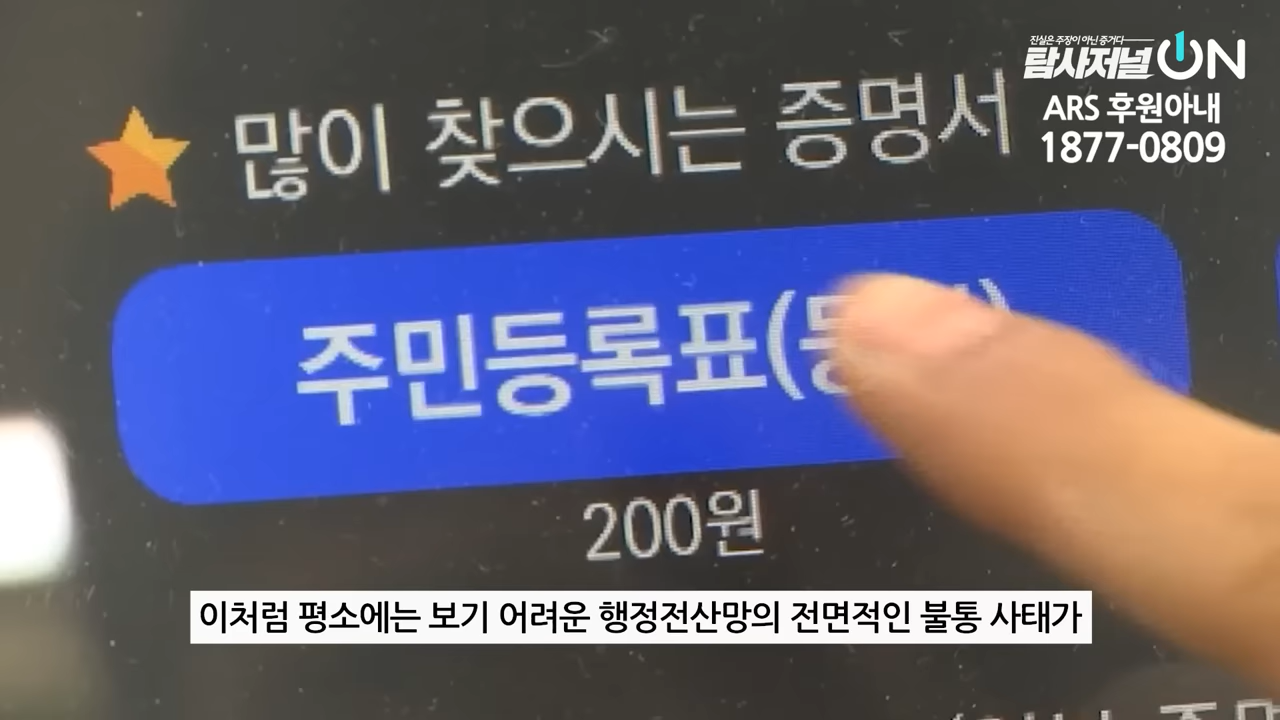 진실은 주장이 아닌 증거다
탐사저널 ON
ARS 후원아내
1877-0809
많이 찾으시는 증명서
주민등록표(
200원
이처럼 평소에는 보기 어려운 행정전산망의 전면적인 불통 사태가